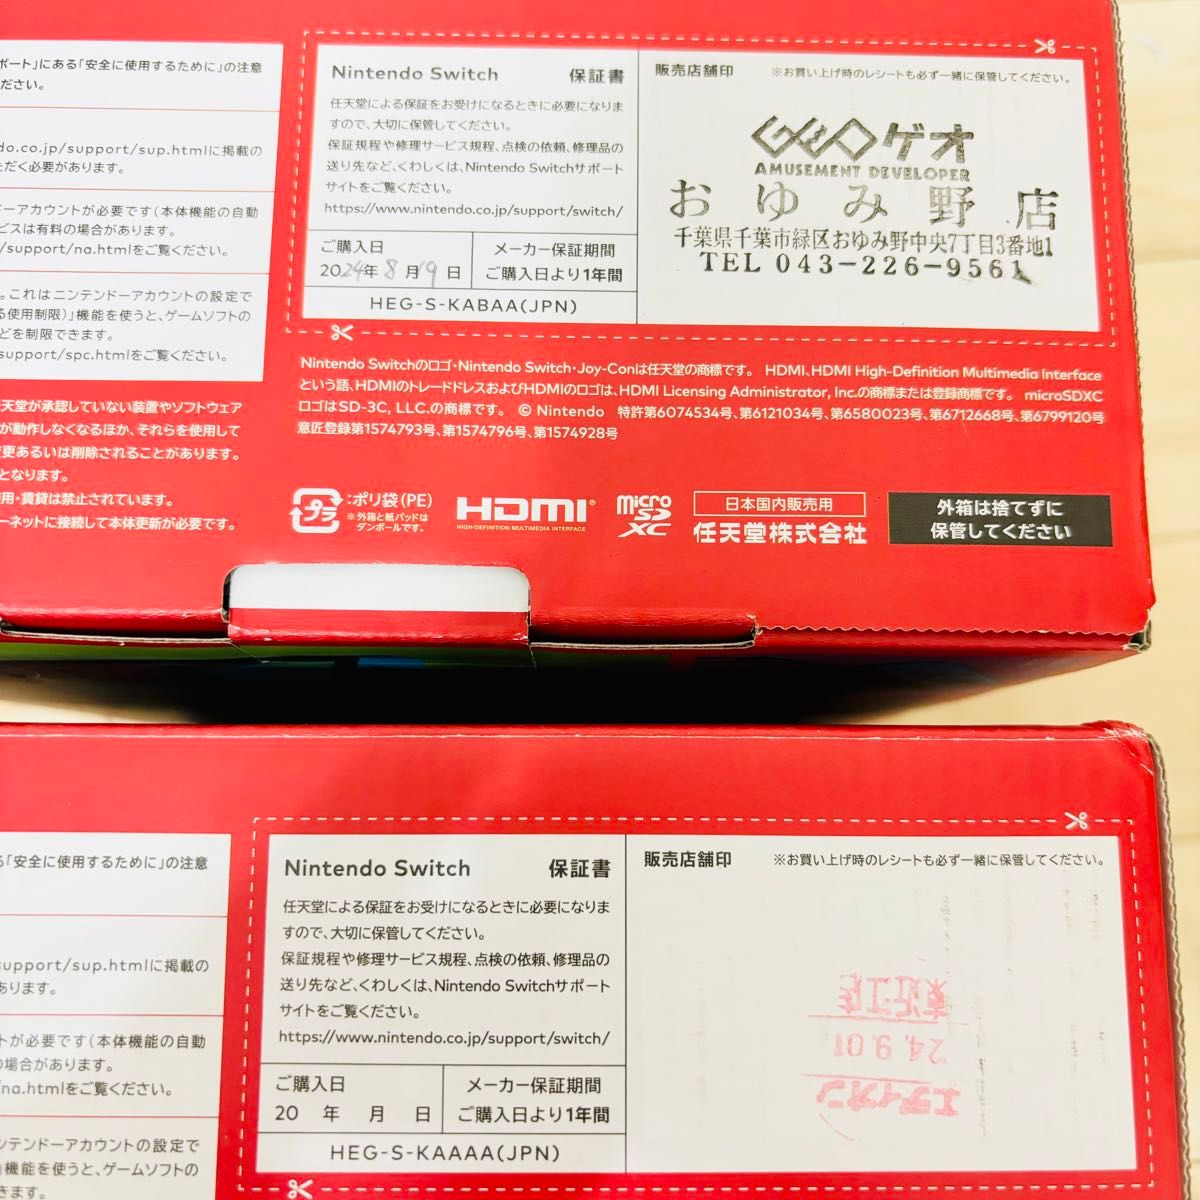 ポート」にある「安全に使用するために」の注意
ださい。
do.co.jp/support/sup.htmlに掲載の
ただく必要があります。
ドーアカウントが必要です(本体機能の自動
ビスは有料の場合があります。
/support/na.htmlをご覧ください。
。これはニンテンドーアカウントの設定で
る使用制限)」機能を使うと、ゲームソフトの
どを制限できます。
support/spc.htmlをご覧ください。
天堂が承認していない装置やソフトウェア
が動作しなくなるほか、それらを使用して
変更あるいは削除されることがあります。
となります。
用・賃貸は禁止されています。
ーネットに接続して本体更新が必要です。
Nintendo Switch 保証書
任天堂による保証をお受けになるときに必要になりま
すので、大切に保管してください。
保証規程や修理サービス規程、点検の依頼、修理品の
送り先など、くわしくは、Nintendo Switchサポート
サイトをご覧ください。
https://www.nintendo.co.jp/support/switch/
ご購入日
2024年8月19日
メーカー保証期間
ご購入日より1年間
HEG-S-KABAA(JPN)
販売店舗印 ※お買い上げ時のレシートも必ず一緒に保管してください。
GEOゲオ
AMUSEMENT DEVELOPER
おゆみ野店
千葉県千葉市緑区おゆみ野中央7丁目3番地1
TEL 043-226-9561
Nintendo Switchのロゴ・Nintendo Switch・Joy-Conは任天堂の商標です。 HDMI、HDMI High-Definition Multimedia Interface
という語、HDMIのトレードドレスおよびHDMIのロゴは、HDMI Licensing Administrator, Inc.の商標または登録商標です。 microSDXC
ロゴはSD-3C, LLC.の商標です。 © Nintendo 特許第6074534号、第6121034号、第6580023号、第6712668号、第6799120号
意匠登録第1574793号、第1574796号、第1574928号
プラ
:ポリ袋(PE)
※外箱と紙パッドは
ダンボールです。
HDMI®
HIGH-DEFINITION MULTIMEDIA INTERFACE
micro
SD
XC
日本国内販売用
任天堂株式会社
外箱は捨てずに
保管してください
る「安全に使用するために」の注意
support/sup.htmlに掲載の
あります。
トが必要です(本体機能の自動
の場合があります。
/na.htmlをご覧ください。
ンテンドーアカウントの設定で
」機能を使うと、ゲームソフトの
きます。
Nintendo Switch 保証書
任天堂による保証をお受けになるときに必要になりま
すので、大切に保管してください。
保証規程や修理サービス規程、点検の依頼、修理品の
送り先など、くわしくは、Nintendo Switchサポート
サイトをご覧ください。
https://www.nintendo.co.jp/support/switch/
ご購入日
20 年 月 日
メーカー保証期間
ご購入日より1年間
HEG-S-KAAAA(JPN)
販売店舗印 ※お買い上げ時のレシートも必ず一緒に保管してください。
エディオン
'24.9.01
東近江店